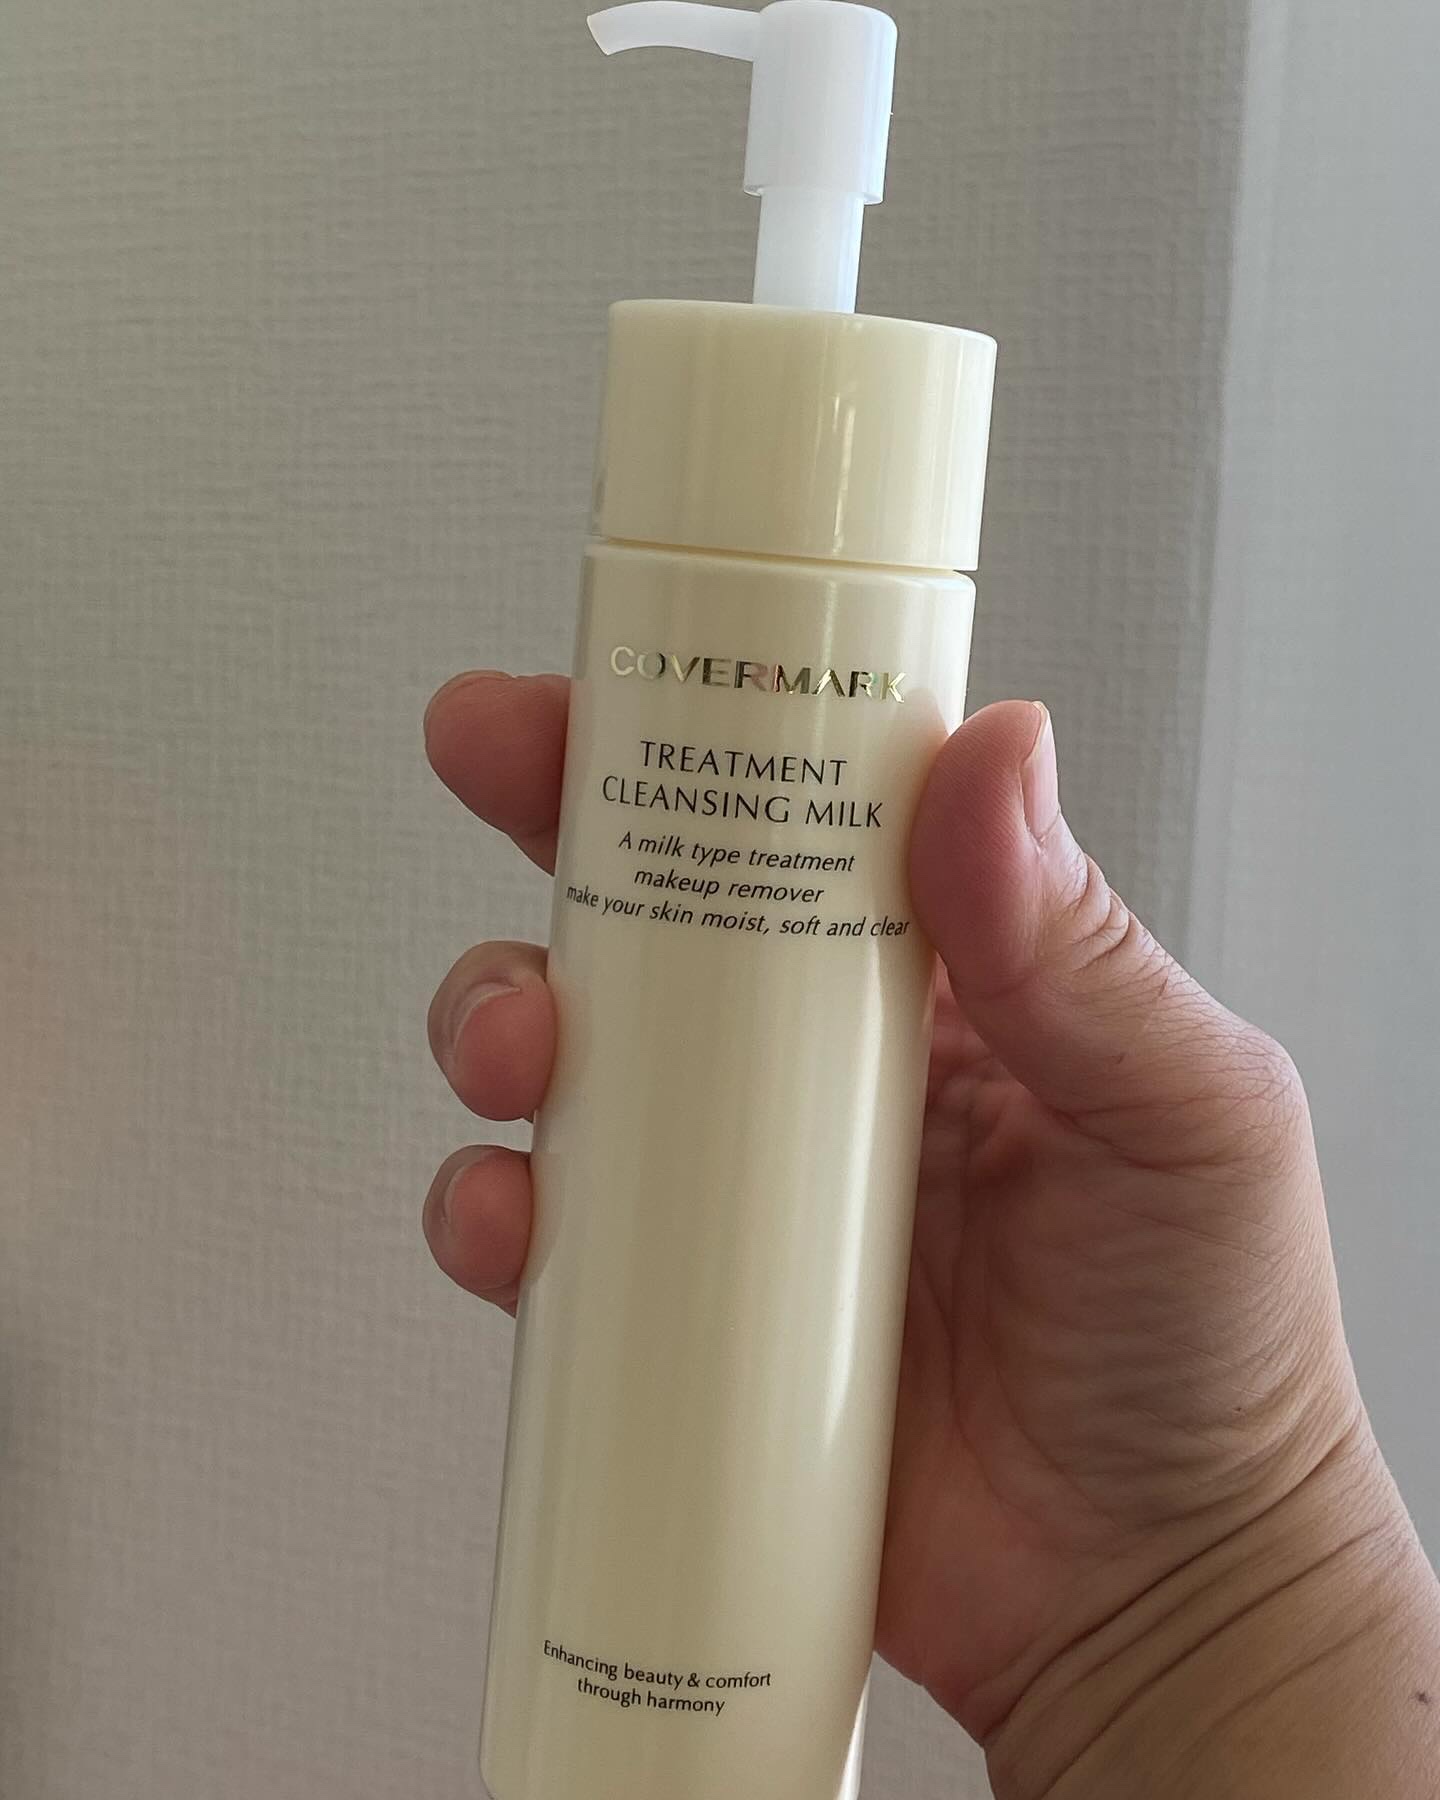 COVERMARK
TREATMENT
CLEANSING MILK
A milk type treatment
makeup remover
make your skin moist, soft and clear
Enhancing beauty & comfort
through harmony